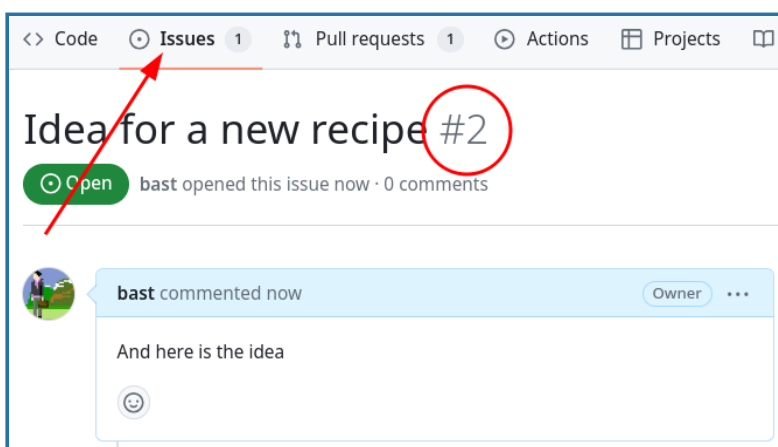 <> Code Issues 1 Pull requests 1 Actions Projects
Idea for a new recipe #2
Open bast opened this issue now · 0 comments
bast commented now Owner ...
And here is the idea